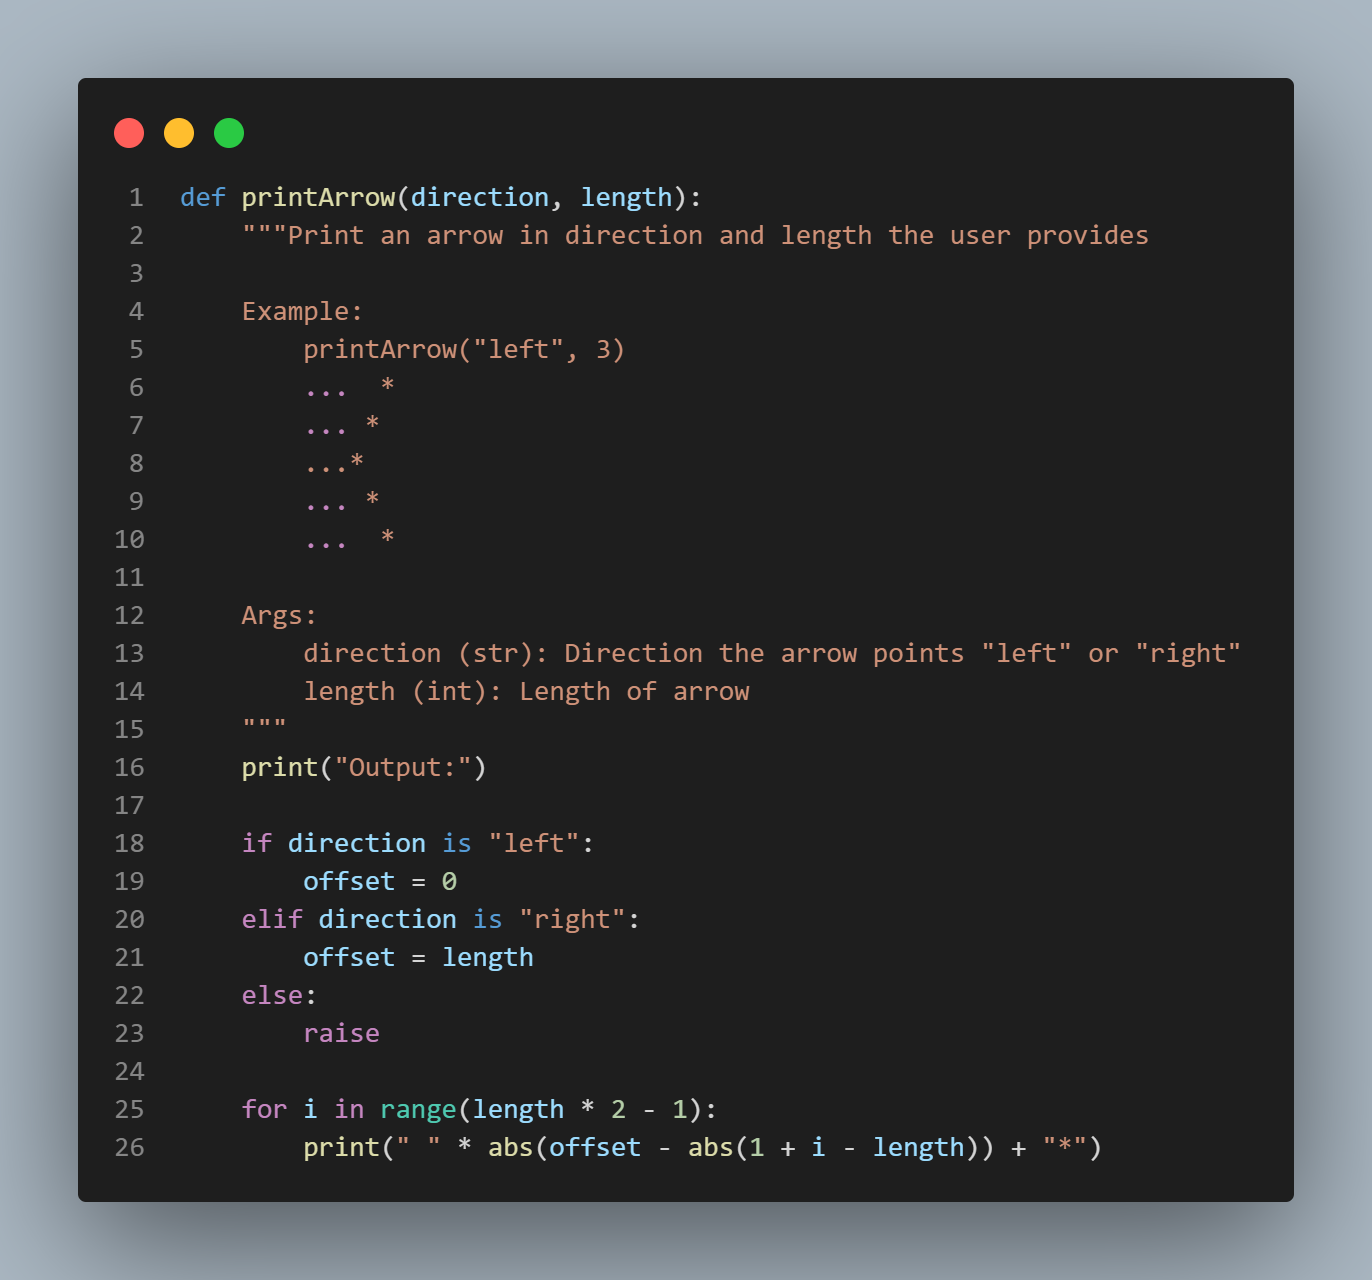 1 def printArrow(direction, length):
2     """Print an arrow in direction and length the user provides
3
4     Example:
5         printArrow("left", 3)
6         ...  *
7         ... *
8         ...*
9         ... *
10         ...  *
11
12     Args:
13         direction (str): Direction the arrow points "left" or "right"
14         length (int): Length of arrow
15     """
16     print("Output:")
17
18     if direction is "left":
19         offset = 0
20     elif direction is "right":
21         offset = length
22     else:
23         raise
24
25     for i in range(length * 2 - 1):
26         print(" " * abs(offset - abs(1 + i - length)) + "*")